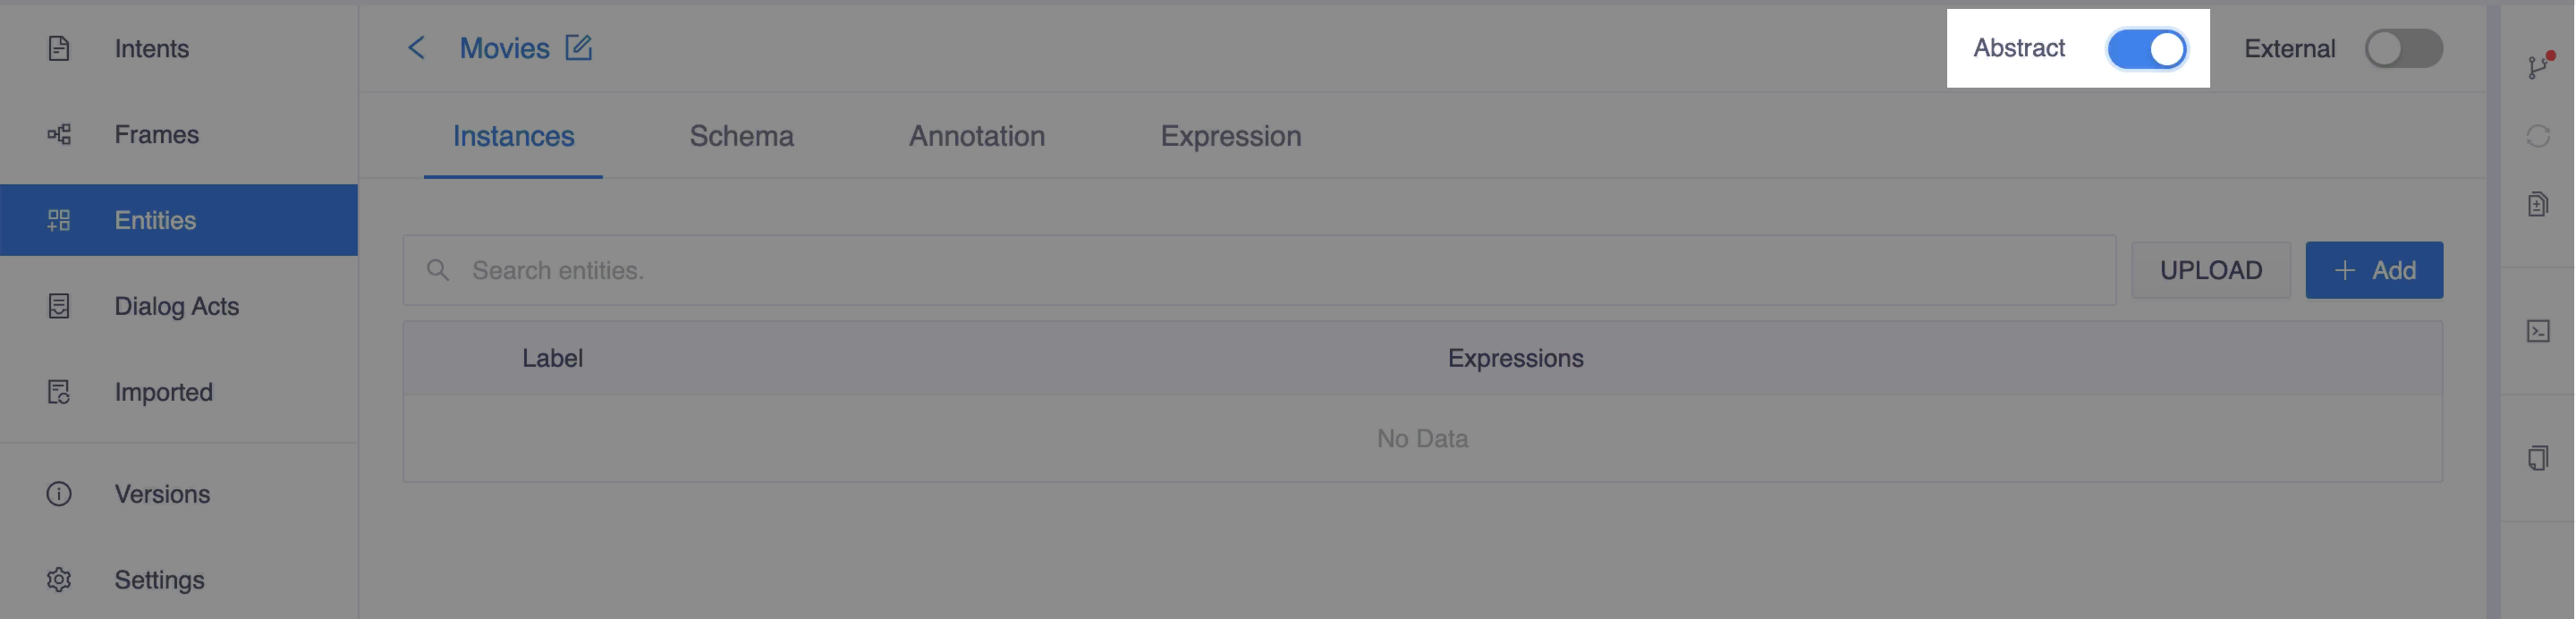 Intents
Frames
Entities
Dialog Acts
Imported
Versions
Settings
Movies
Abstract
External
Instances
Schema
Annotation
Expression
Search entities.
UPLOAD
+ Add
Label
Expressions
No Data